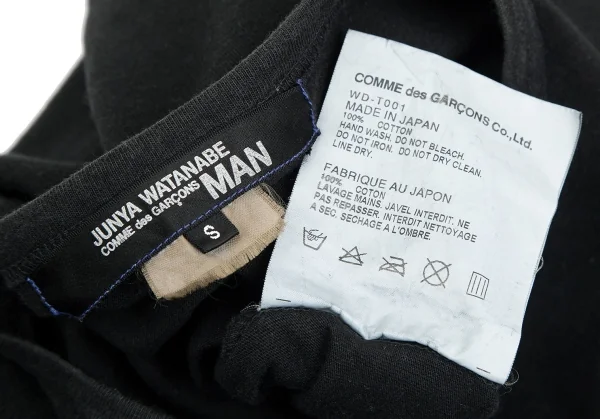 JUNYA WATANABE
COMME des GARÇONS
MAN
S
COMME des GARÇONS Co., Ltd.
WD-T001
MADE IN JAPAN
100% COTTON
HAND WASH. DO NOT BLEACH.
DO NOT IRON. DO NOT DRY CLEAN.
LINE DRY.
FABRIQUE AU JAPON
100% COTON
LAVAGE MAINS, JAVEL INTERDIT, NE
PAS REPASSER, INTERDIT NETTOYAGE
A SEC, SECHAGE A L'OMBRE.